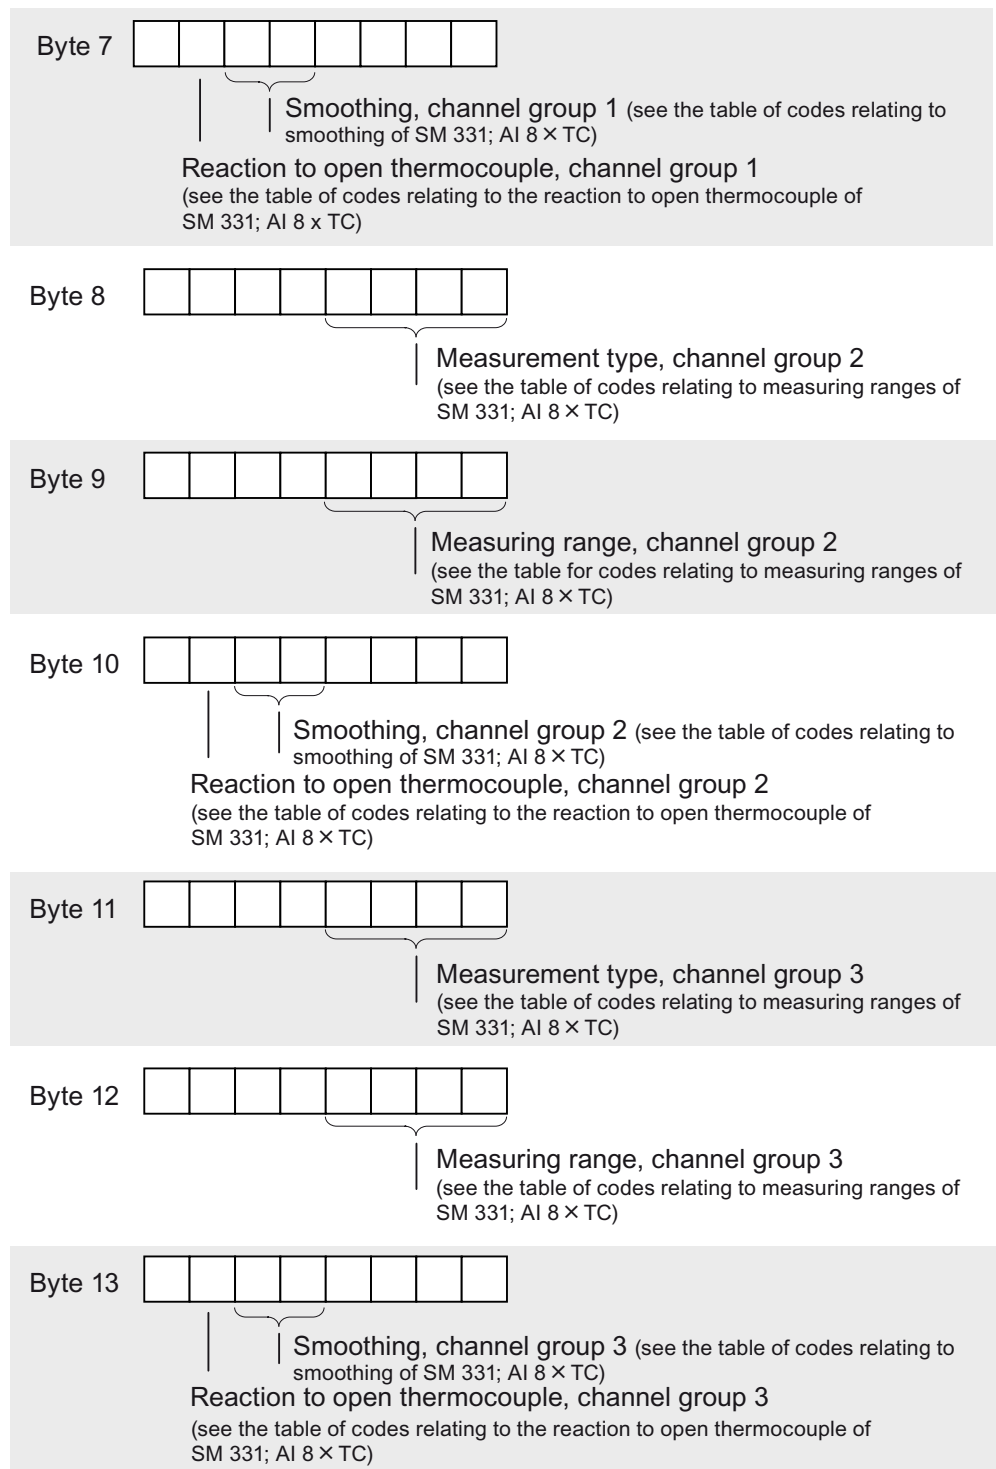 Byte 7
Smoothing, channel group 1 (see the table of codes relating to
smoothing of SM 331; AI 8 × TC)
Reaction to open thermocouple, channel group 1
(see the table of codes relating to the reaction to open thermocouple of
SM 331; AI 8 x TC)
Byte 8
Measurement type, channel group 2
(see the table of codes relating to measuring ranges of
SM 331; AI 8 × TC)
Byte 9
Measuring range, channel group 2
(see the table for codes relating to measuring ranges of
SM 331; AI 8 × TC)
Byte 10
Smoothing, channel group 2 (see the table of codes relating to
smoothing of SM 331; AI 8 × TC)
Reaction to open thermocouple, channel group 2
(see the table of codes relating to the reaction to open thermocouple of
SM 331; AI 8 × TC)
Byte 11
Measurement type, channel group 3
(see the table of codes relating to measuring ranges of
SM 331; AI 8 × TC)
Byte 12
Measuring range, channel group 3
(see the table of codes relating to measuring ranges of
SM 331; AI 8 × TC)
Byte 13
Smoothing, channel group 3 (see the table of codes relating to
smoothing of SM 331; AI 8 × TC)
Reaction to open thermocouple, channel group 3
(see the table of codes relating to the reaction to open thermocouple of
SM 331; AI 8 × TC)